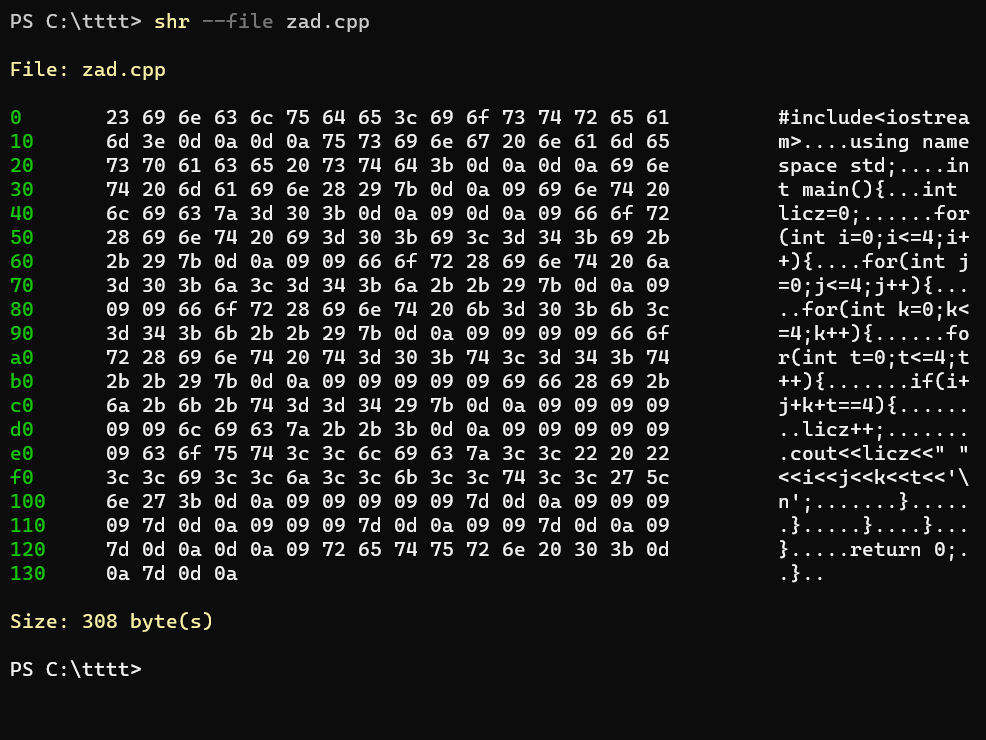 PS C:\tttt> shr --file zad.cpp
File: zad.cpp
0 23 69 6e 63 6c 75 64 65 3c 69 6f 73 74 72 65 61 #include<iostrea
10 6d 3e 0d 0a 0d 0a 75 73 69 6e 67 20 6e 61 6d 65 m>....using name
20 73 70 61 63 65 20 73 74 64 3b 0d 0a 0d 0a 69 6e space std;....in
30 74 20 6d 61 69 6e 28 29 7b 0d 0a 09 69 6e 74 20 t main(){...int
40 6c 69 63 7a 3d 30 3b 0d 0a 09 0d 0a 09 66 6f 72 licz=0;......for
50 28 69 6e 74 20 69 3d 30 3b 69 3c 3d 34 3b 69 2b (int i=0;i<=4;i+
60 2b 29 7b 0d 0a 09 09 66 6f 72 28 69 6e 74 20 6a +){....for(int j
70 3d 30 3b 6a 3c 3d 34 3b 6a 2b 2b 29 7b 0d 0a 09 =0;j<=4;j++){...
80 09 09 66 6f 72 28 69 6e 74 20 6b 3d 30 3b 6b 3c ..for(int k=0;k<
90 3d 34 3b 6b 2b 2b 29 7b 0d 0a 09 09 09 09 66 6f =4;k++){......fo
a0 72 28 69 6e 74 20 74 3d 30 3b 74 3c 3d 34 3b 74 r(int t=0;t<=4;t
b0 2b 2b 29 7b 0d 0a 09 09 09 09 09 69 66 28 69 2b ++){.......if(i+
c0 6a 2b 6b 2b 74 3d 3d 34 29 7b 0d 0a 09 09 09 09 j+k+t==4){......
d0 09 09 6c 69 63 7a 2b 2b 3b 0d 0a 09 09 09 09 09 ..licz++;.......
e0 09 63 6f 75 74 3c 3c 6c 69 63 7a 3c 3c 22 20 22 .cout<<licz<<" "
f0 3c 3c 69 3c 3c 6a 3c 3c 6b 3c 3c 74 3c 3c 27 5c <<i<<j<<k<<t<<'\
100 6e 27 3b 0d 0a 09 09 09 09 09 7d 0d 0a 09 09 09 n';.......}.....
110 09 7d 0d 0a 09 09 09 7d 0d 0a 09 09 7d 0d 0a 09 .}.....}....}...
120 7d 0d 0a 0d 0a 09 72 65 74 75 72 6e 20 30 3b 0d }.....return 0;.
130 0a 7d 0d 0a .}..
Size: 308 byte(s)
PS C:\tttt>